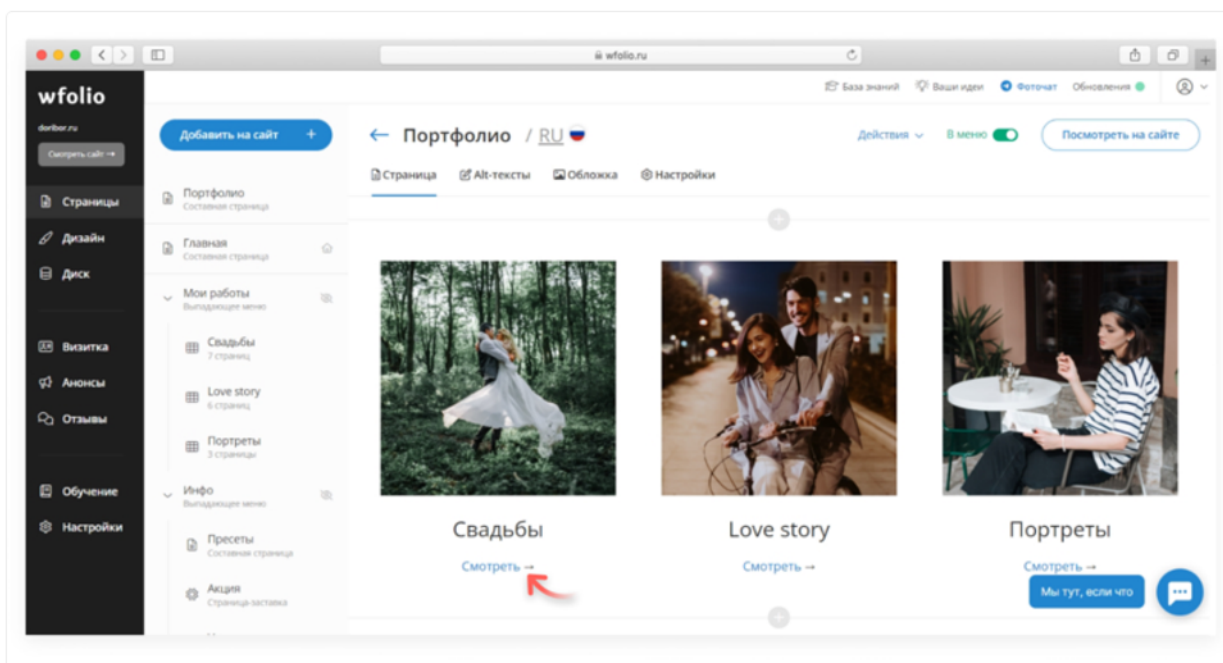 wfolio.ru
wfolio
База знаний
Ваши идеи
Фоточат
Обновления
doribor.ru
Смотреть сайт →
Добавить на сайт +
← Портфолио / RU
Действия
В меню
Посмотреть на сайте
Страница
Alt-тексты
Обложка
Настройки
Страницы
Дизайн
Диск
Визитка
Анонсы
Отзывы
Обучение
Настройки
Портфолио
Составная страница
Главная
Составная страница
Мои работы
Выпадающее меню
Свадьбы
7 страниц
Love story
6 страниц
Портреты
3 страницы
Инфо
Выпадающее меню
Пресеты
Составная страница
Акция
Страница-заставка
Свадьбы
Смотреть →
Love story
Смотреть →
Портреты
Смотреть →
Мы тут, если что